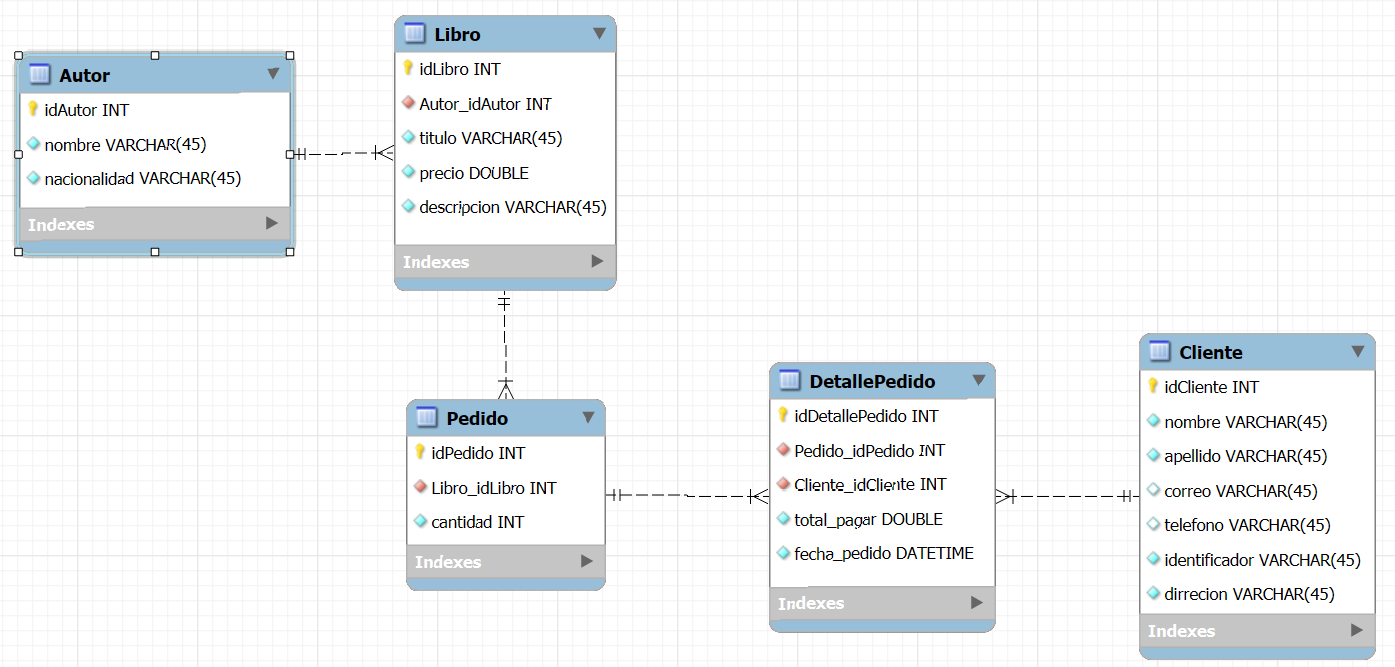 Autor
idAutor INT
nombre VARCHAR(45)
nacionalidad VARCHAR(45)
Indexes
Libro
idLibro INT
Autor_idAutor INT
titulo VARCHAR(45)
precio DOUBLE
descripcion VARCHAR(45)
Indexes
Pedido
idPedido INT
Libro_idLibro INT
cantidad INT
Indexes
DetallePedido
idDetallePedido INT
Pedido_idPedido INT
Cliente_idCliente INT
total_pagar DOUBLE
fecha_pedido DATETIME
Indexes
Cliente
idCliente INT
nombre VARCHAR(45)
apellido VARCHAR(45)
correo VARCHAR(45)
telefono VARCHAR(45)
identificador VARCHAR(45)
dirrecion VARCHAR(45)
Indexes